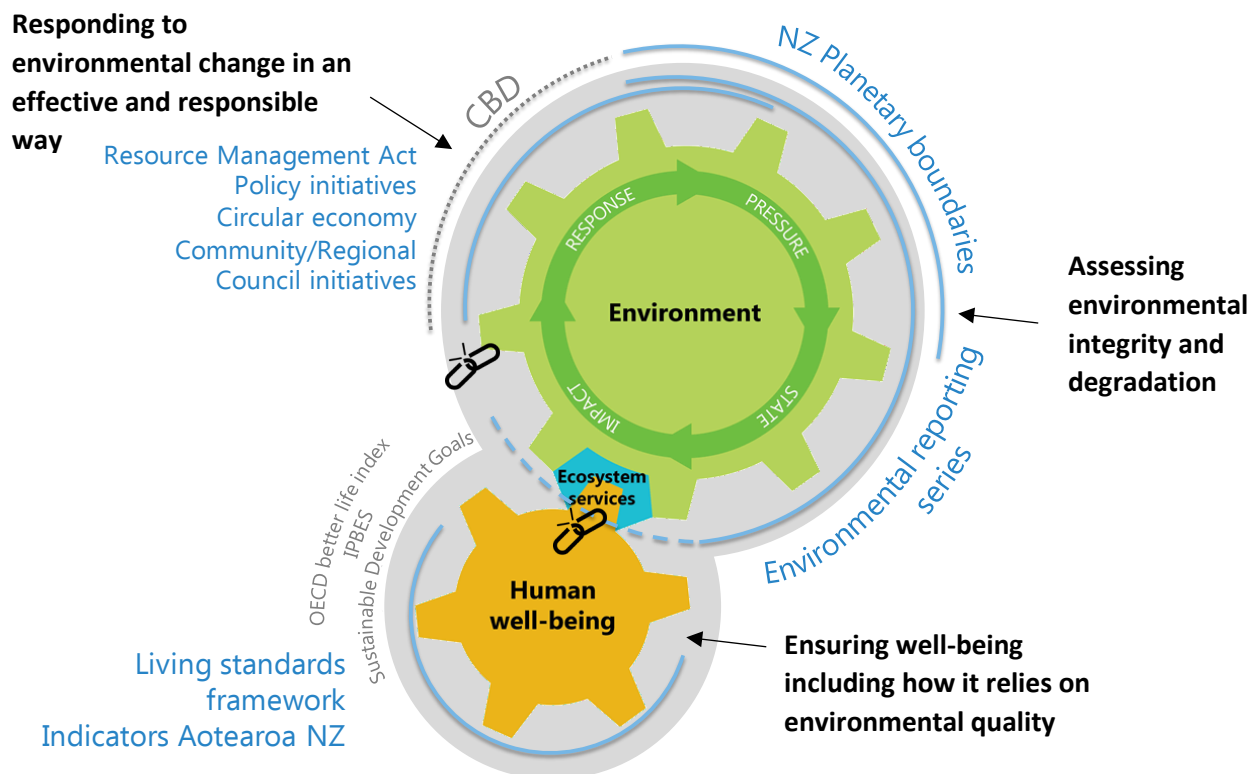 Responding to
environmental change in an
effective and responsible
way
Resource Management Act
Policy initiatives
Circular economy
Community/Regional
Council initiatives
CBD
NZ Planetary boundaries
RESPONSE
PRESSURE
Environment
STATE
IMPACT
Assessing
environmental
integrity and
degradation
Environmental reporting
series
Ecosystem
services
OECD better life index
IPBES
Sustainable Development Goals
Human
well-being
Living standards
framework
Indicators Aotearoa NZ
Ensuring well-being
including how it relies on
environmental quality